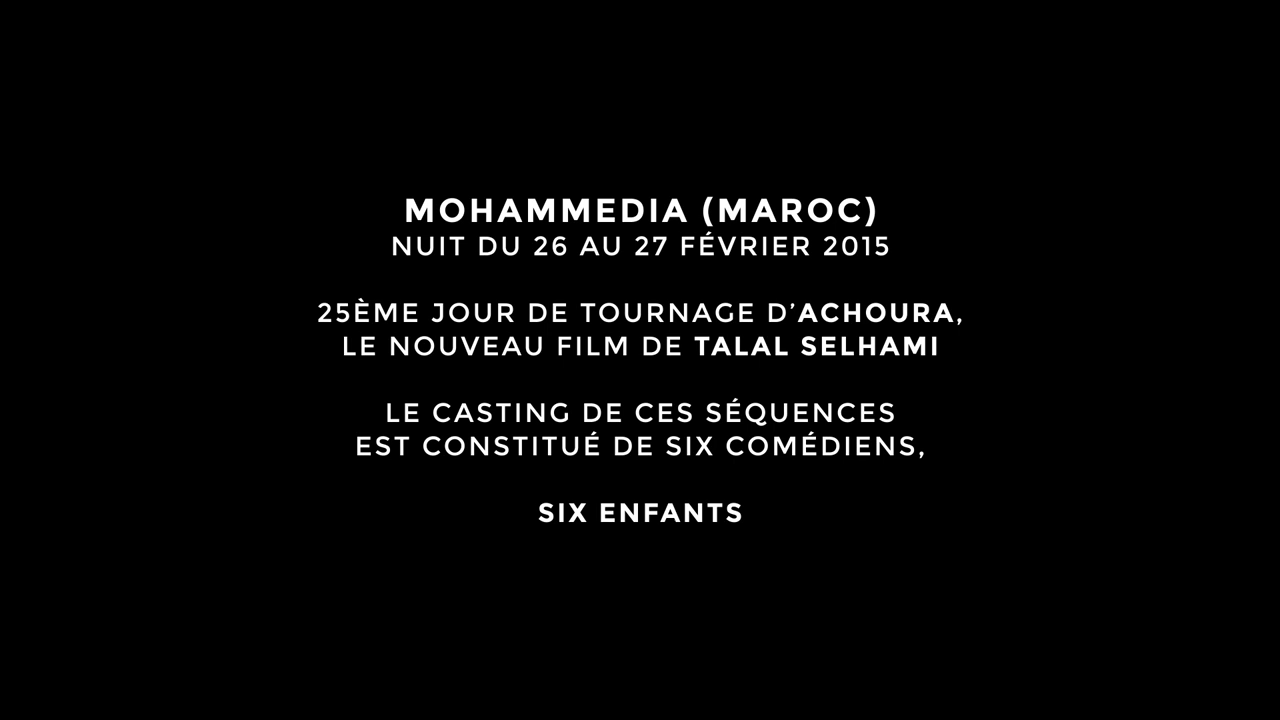 MOHAMMEDIA (MAROC)
NUIT DU 26 AU 27 FÉVRIER 2015
25ÈME JOUR DE TOURNAGE D’ACHOURA,
LE NOUVEAU FILM DE TALAL SELHAMI
LE CASTING DE CES SÉQUENCES
EST CONSTITUÉ DE SIX COMÉDIENS,
SIX ENFANTS